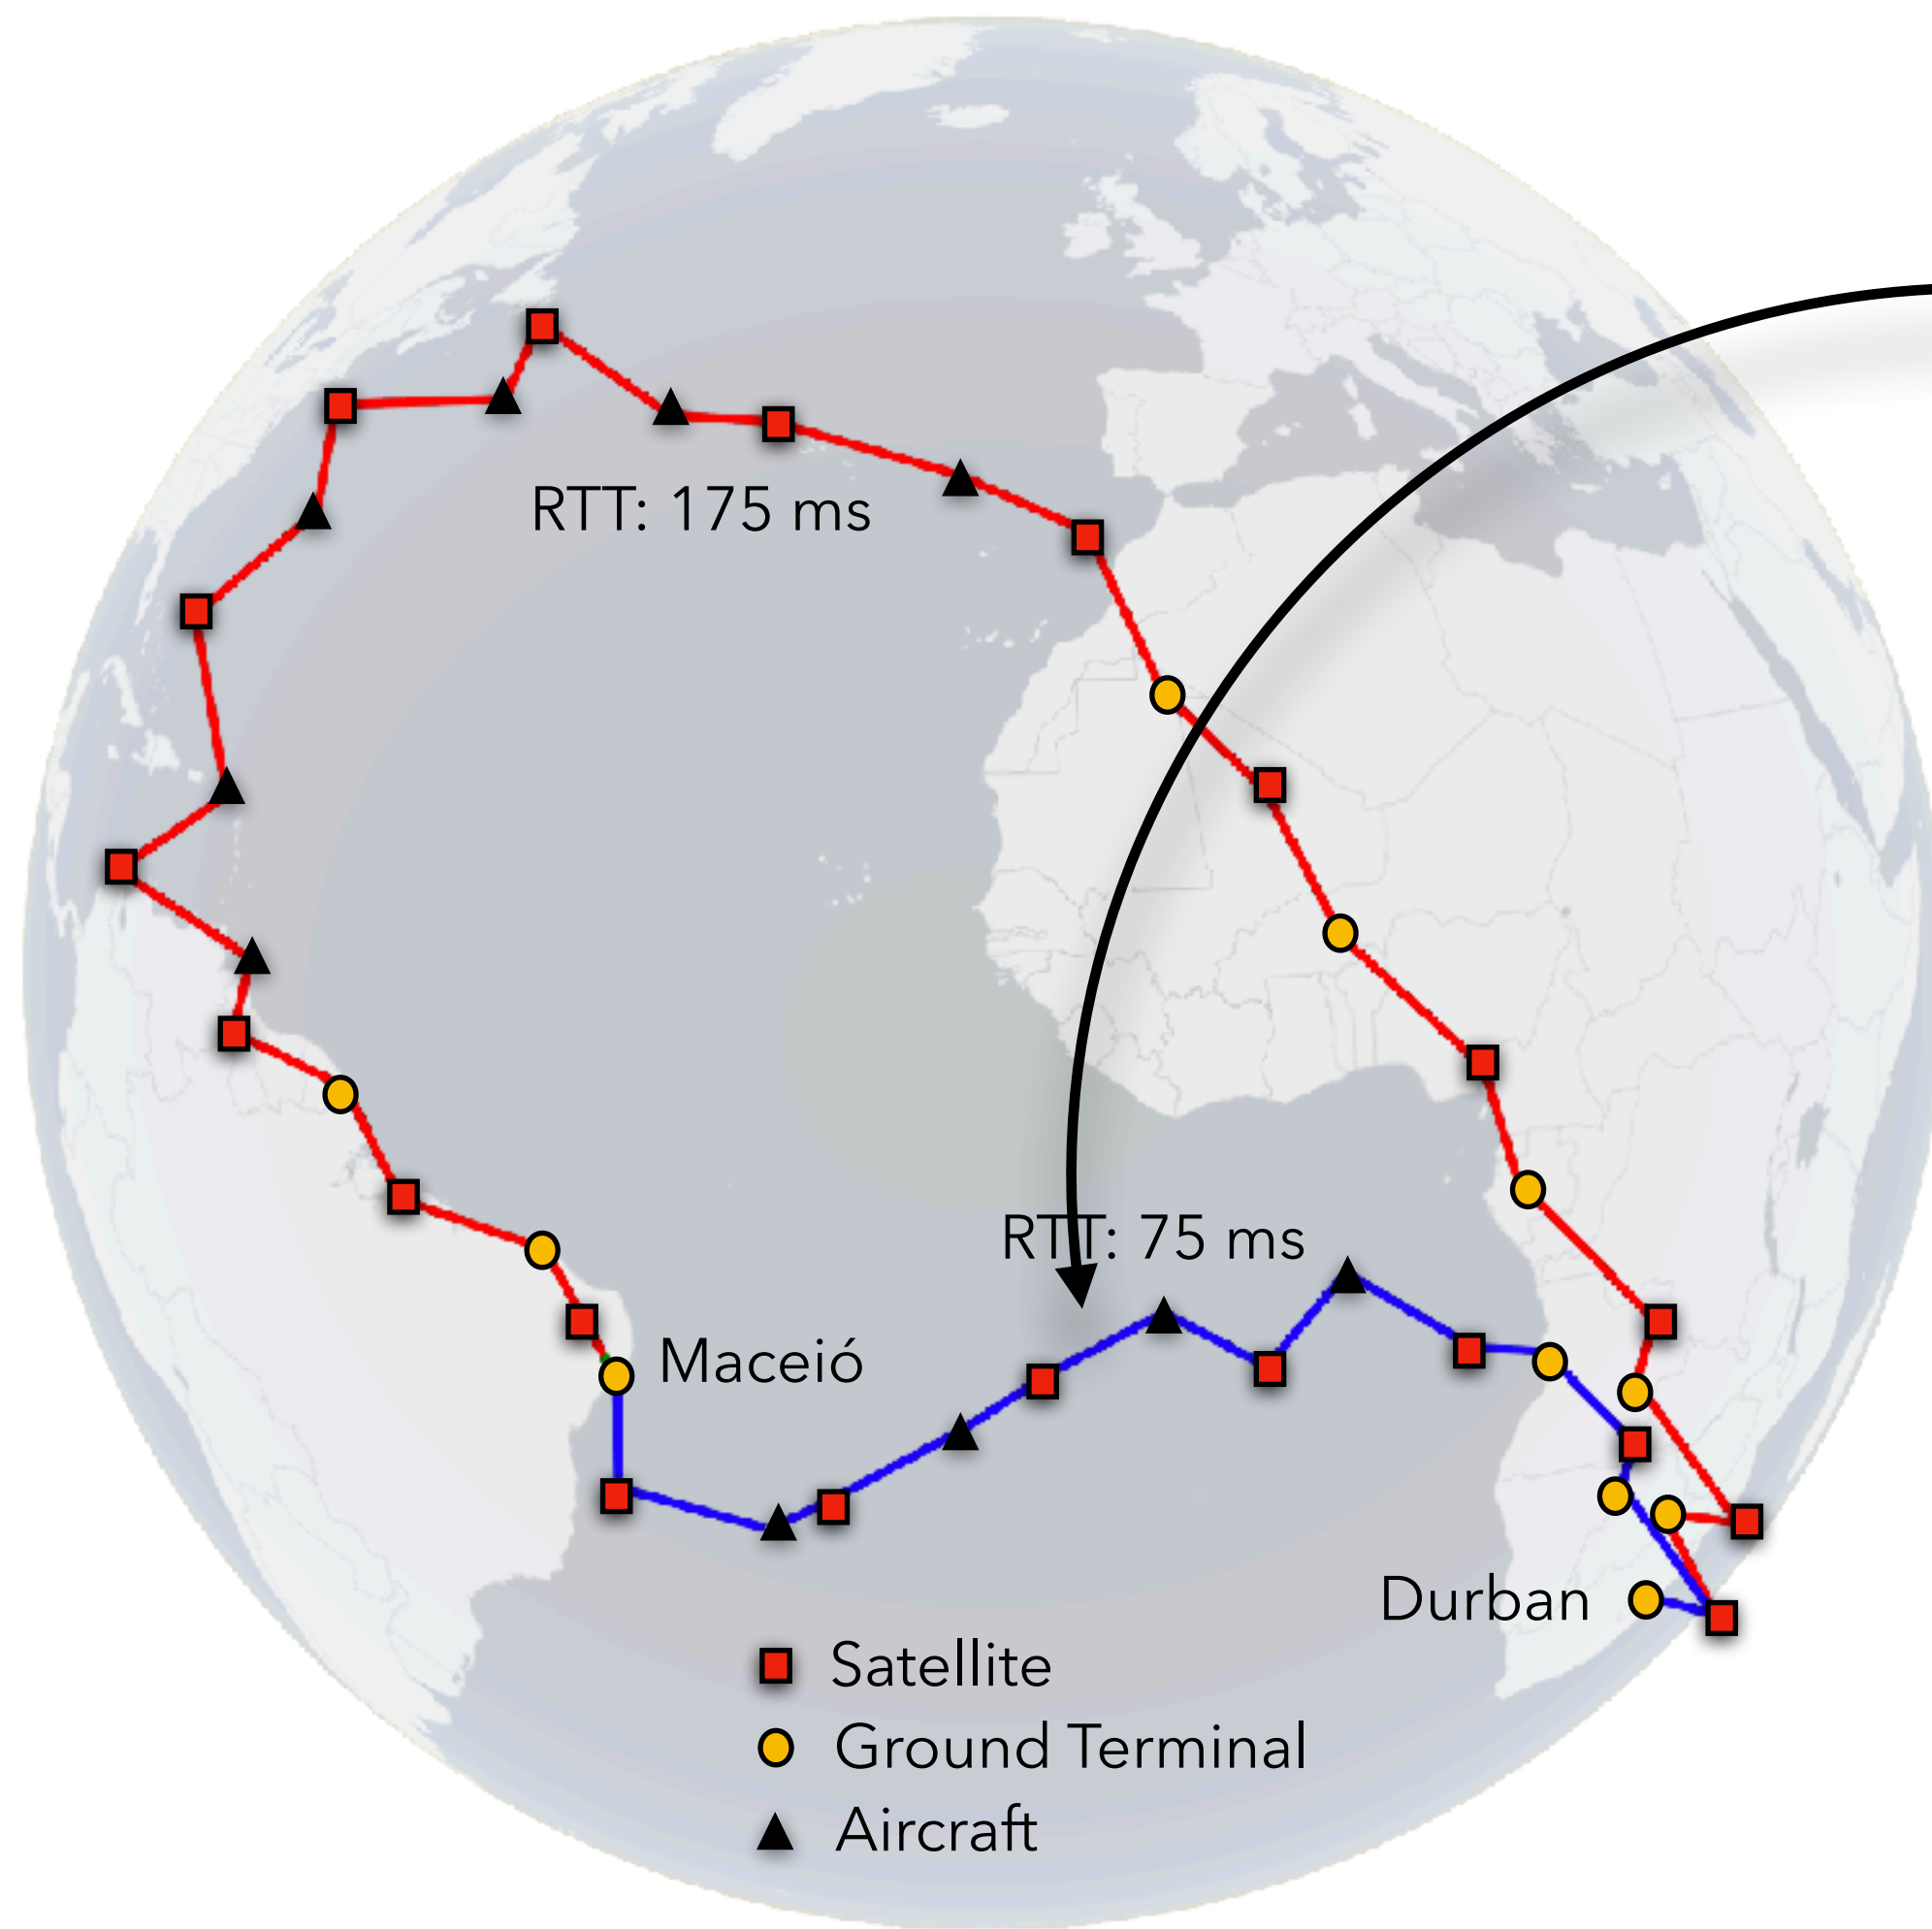 RTT: 175 ms
RTT: 75 ms
Maceió
Durban
Satellite
Ground Terminal
Aircraft